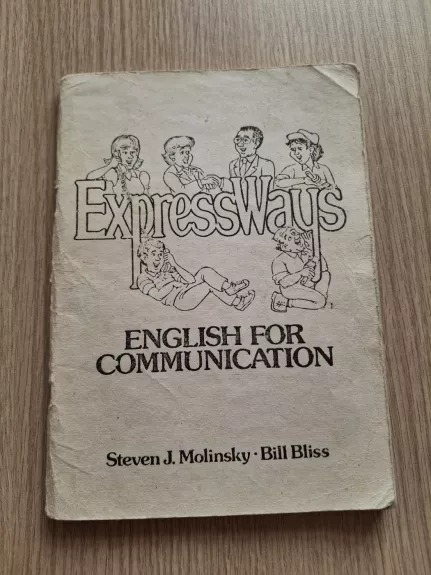 ExpressWays
ENGLISH FOR
COMMUNICATION
Steven J. Molinsky · Bill Bliss